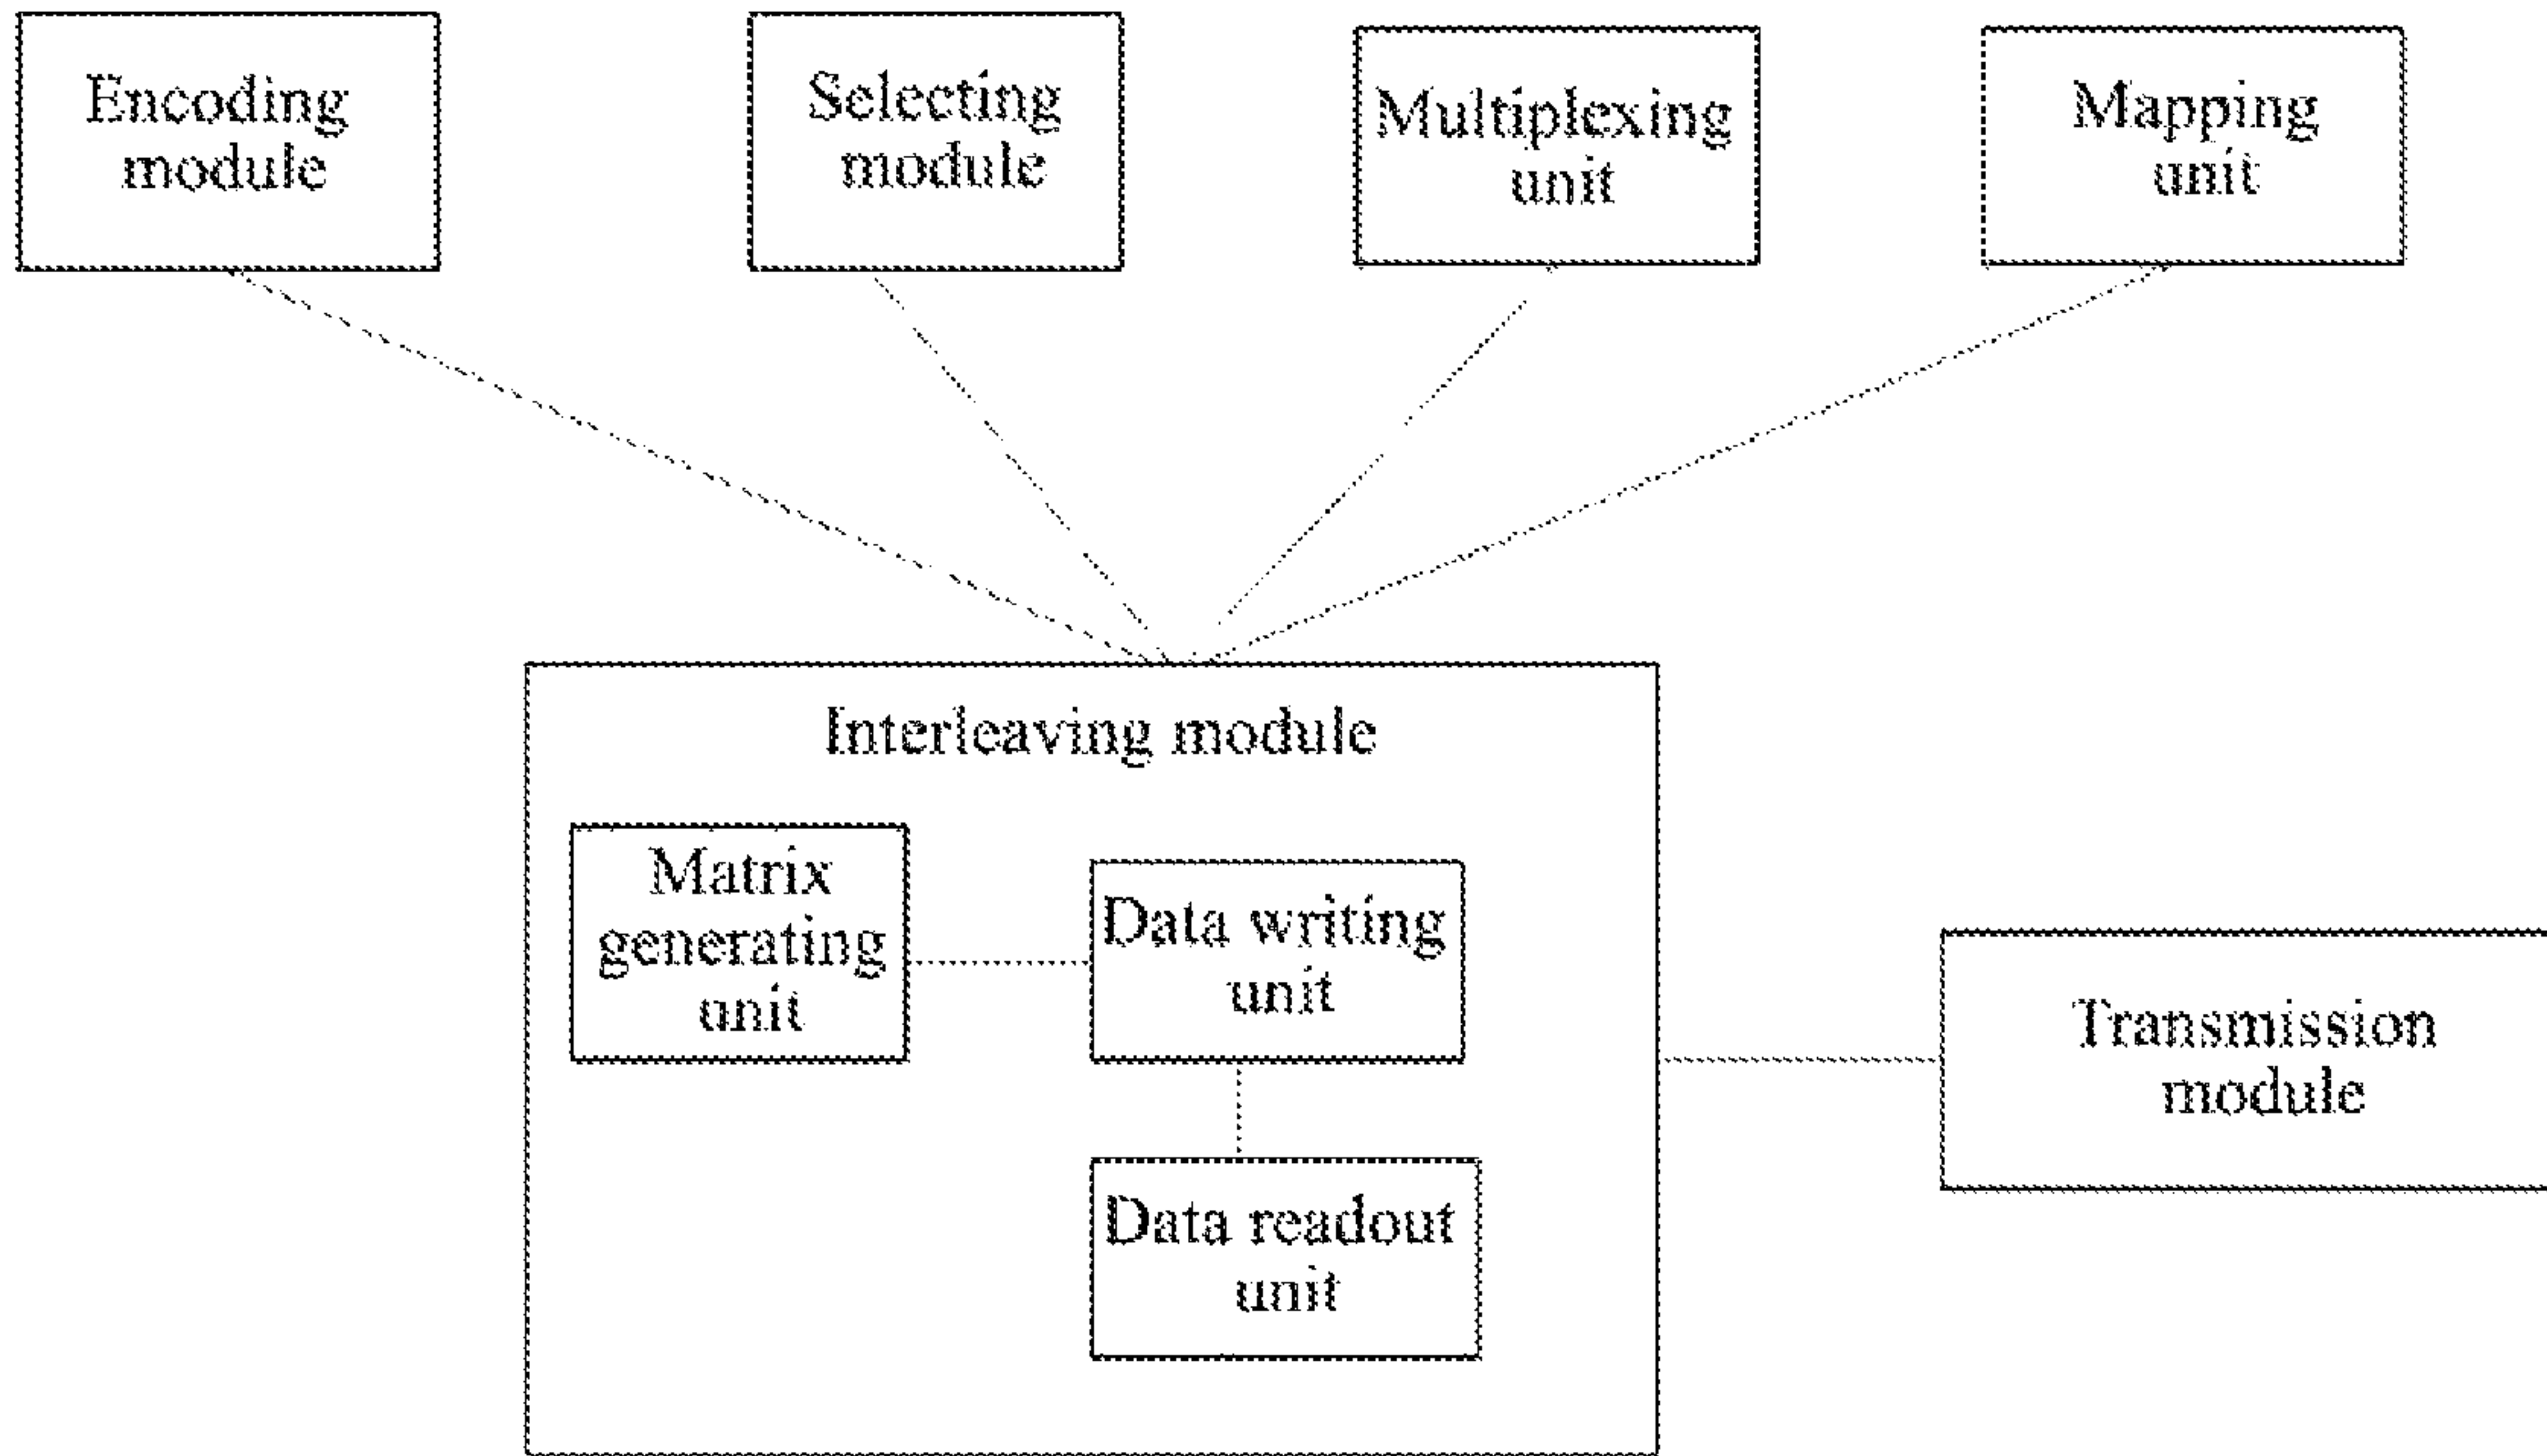 Encoding
module
Selecting
module
Multiplexing
unit
Mapping
unit
Interleaving module
Matrix
generating
unit
Data writing
unit
Data readout
unit
Transmission
module